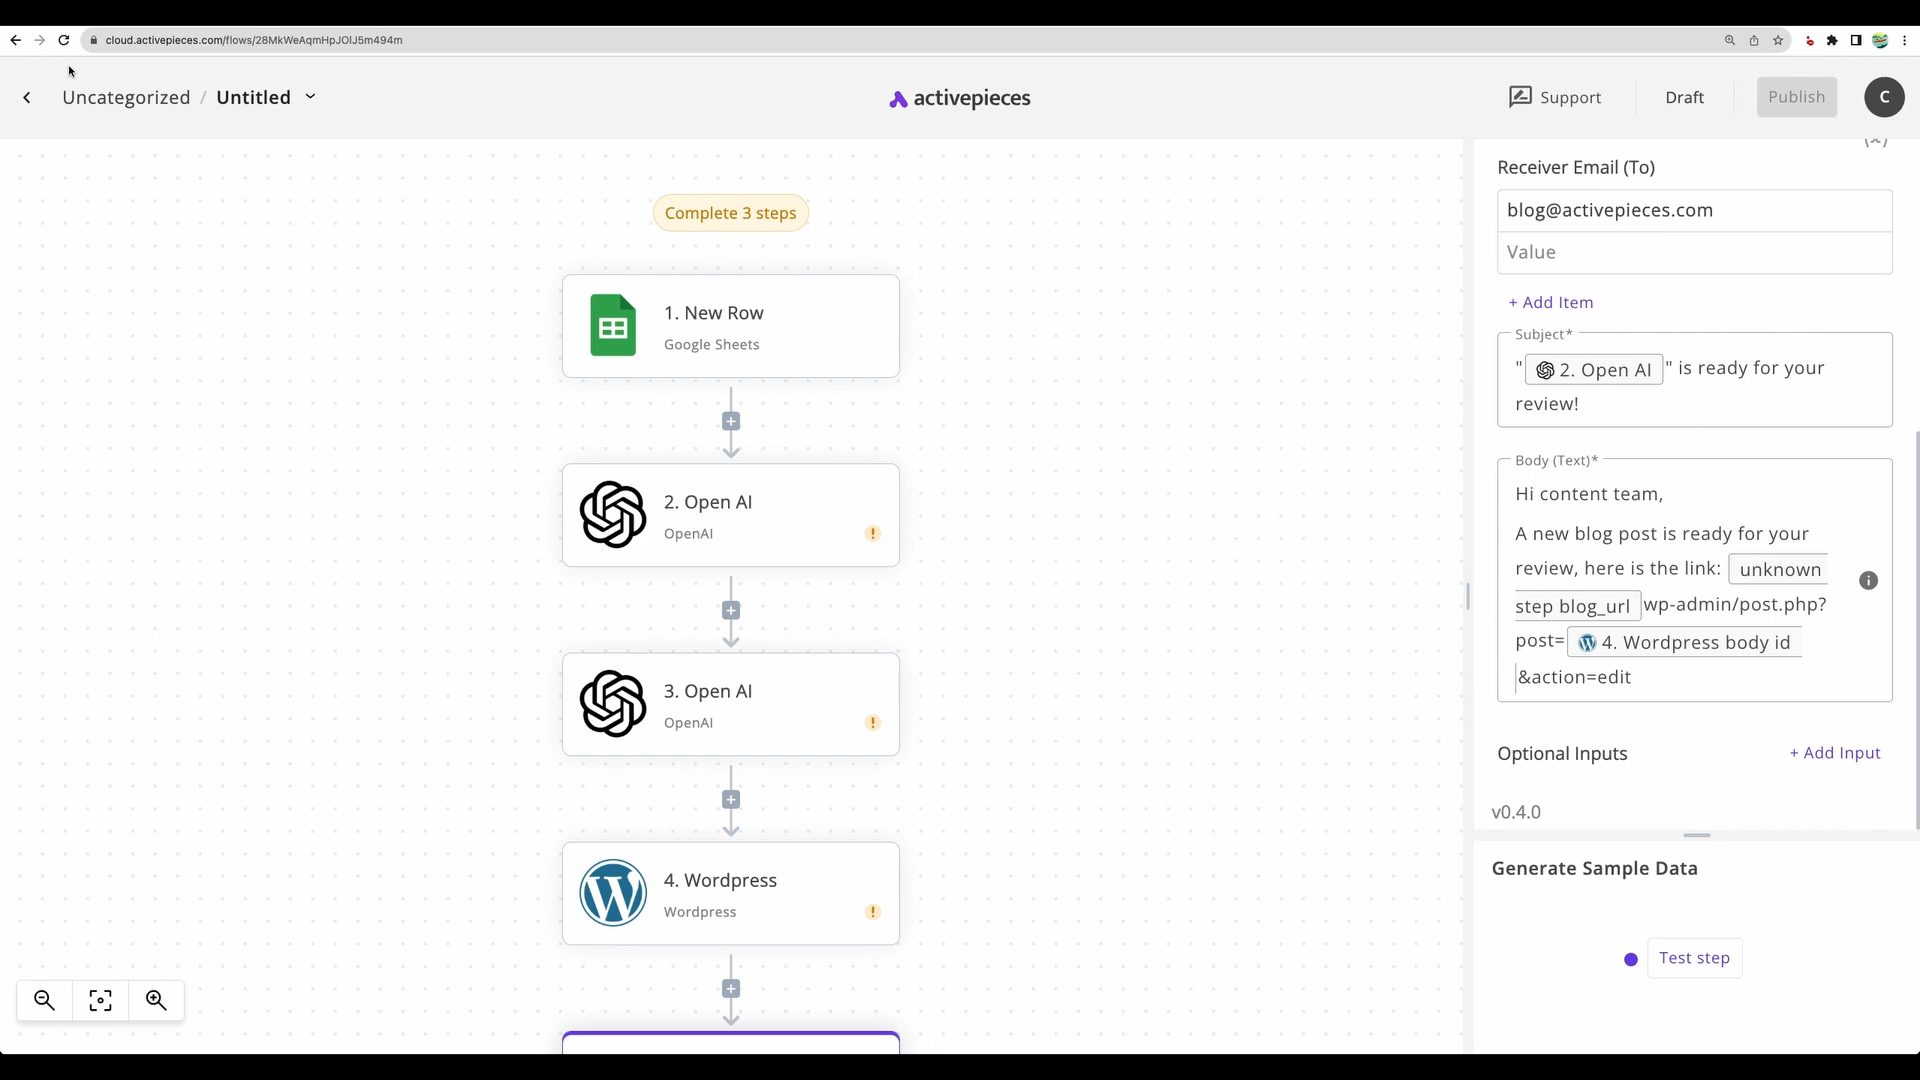 cloud.activepieces.com/flows/28MkWeAqmHpJOIJ5m494m
Uncategorized / Untitled
activepieces
Support
Draft
Publish
C
Complete 3 steps
1. New Row
Google Sheets
2. Open AI
OpenAI
!
3. Open AI
OpenAI
!
4. Wordpress
Wordpress
!
(x)
Receiver Email (To)
blog@activepieces.com
Value
+ Add Item
Subject*
" 2. Open AI " is ready for your
review!
Body (Text)*
Hi content team,
A new blog post is ready for your
review, here is the link: unknown
step blog_url wp-admin/post.php?
post= 4. Wordpress body id
&action=edit
Optional Inputs
+ Add Input
v0.4.0
Generate Sample Data
Test step